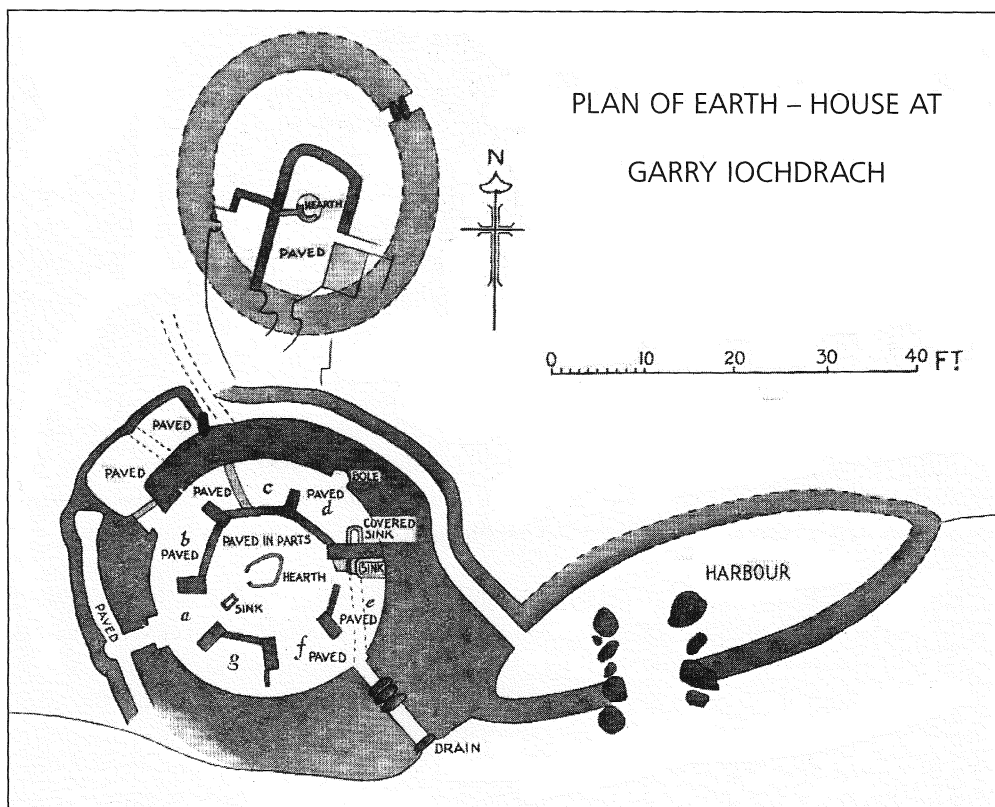 PLAN OF EARTH – HOUSE AT
GARRY IOCHDRACH
N
HEARTH
PAVED
0 10 20 30 40 FT.
PAVED
PAVED
BOLE
PAVED
c
PAVED
d
COVERED
SINK
b
PAVED
PAVED IN PARTS
SINK
HEARTH
HARBOUR
PAVED
a
SINK
e
PAVED
f
PAVED
g
DRAIN